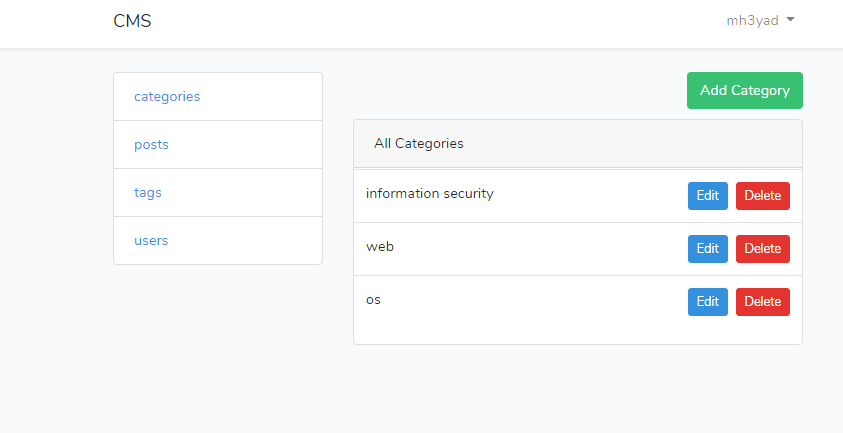 CMS
mh3yad
categories
posts
tags
users
Add Category
All Categories
information security Edit Delete
web Edit Delete
os Edit Delete